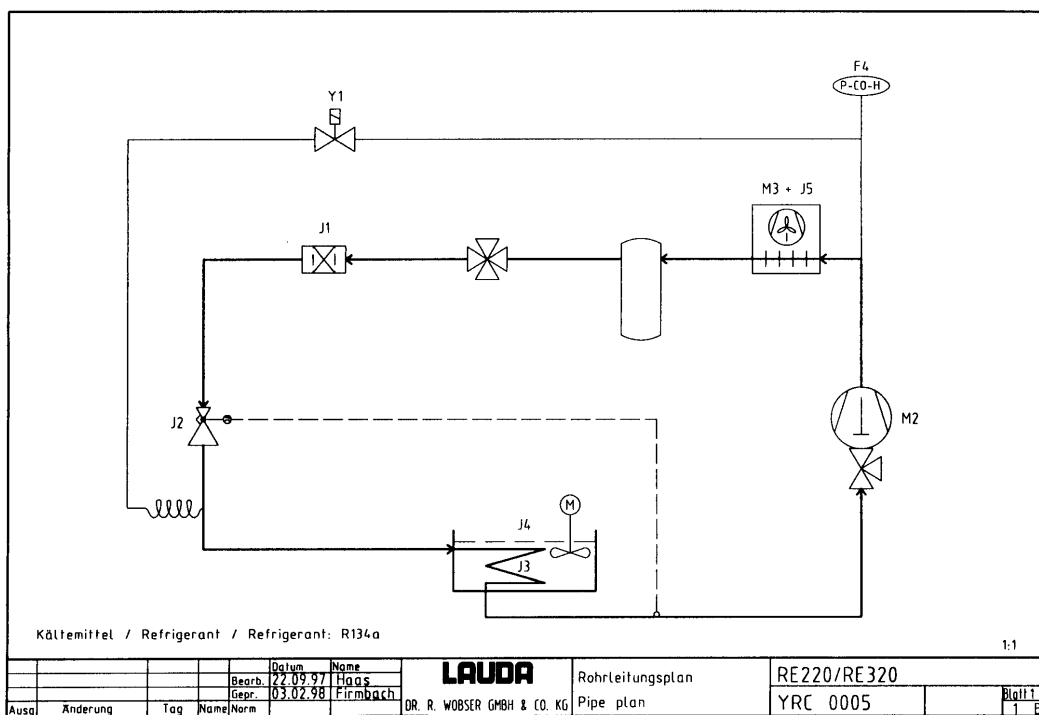 F4
P-CO-H
Y1
M3 + J5
J1
J2
M2
M
J4
J3
Kältemittel / Refrigerant / Refrigerant: R134a
1:1
Datum Name
Bearb. 22.09.97 Haas
Gepr. 03.02.98 Firmbach
Ausg Änderung Tag Name Norm
LAUDA
DR. R. WOBSER GMBH & CO. KG
Rohrleitungsplan
Pipe plan
RE220/RE320
YRC 0005
Blatt 1
1